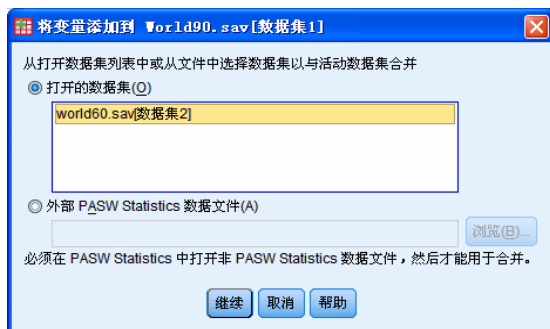 将变量添加到 World90.sav[数据集1]
从打开数据集列表中或从文件中选择数据集以与活动数据集合并
打开的数据集(O)
world60.sav[数据集2]
外部 PASW Statistics 数据文件(A)
浏览(B)...
必须在 PASW Statistics 中打开非 PASW Statistics 数据文件，然后才能用于合并。
继续 取消 帮助